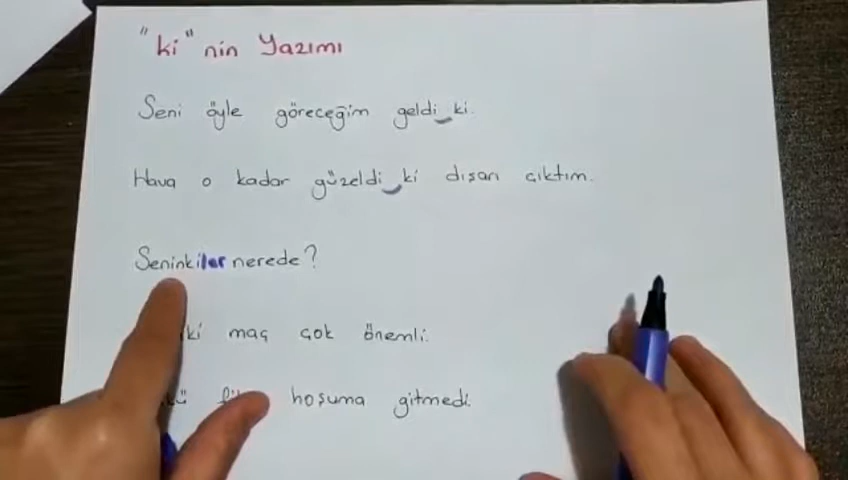 "ki" nin Yazımı
Seni öyle göreceğim geldi ki.
Hava o kadar güzeldi ki dışarı çıktım.
Seninkiler nerede?
maç çok önemli.
hoşuma gitmedi.